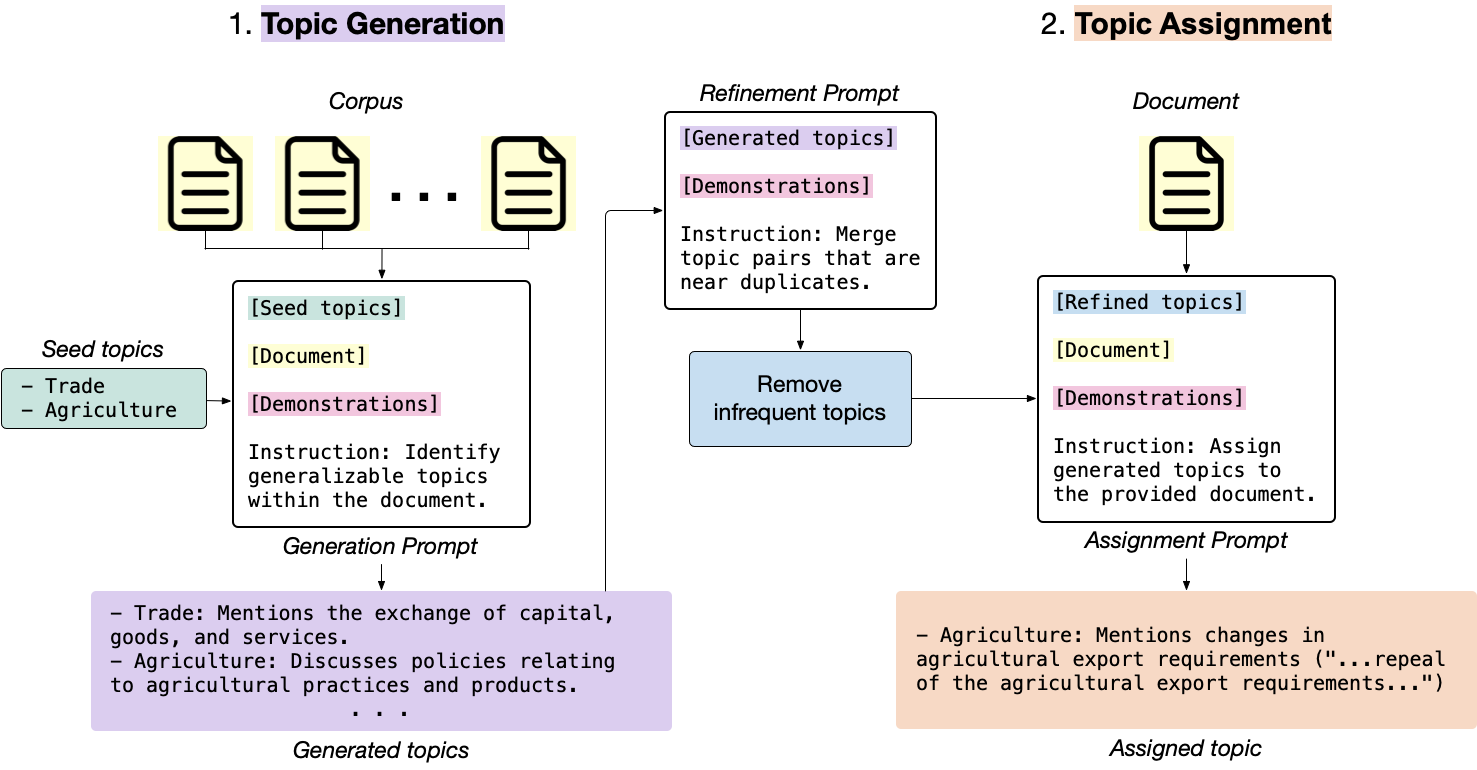 1. Topic Generation
Corpus
. . .
Seed topics
– Trade
– Agriculture
[Seed topics]
[Document]
[Demonstrations]
Instruction: Identify
generalizable topics
within the document.
Generation Prompt
– Trade: Mentions the exchange of capital,
goods, and services.
– Agriculture: Discusses policies relating
to agricultural practices and products.
. . .
Generated topics
Refinement Prompt
[Generated topics]
[Demonstrations]
Instruction: Merge
topic pairs that are
near duplicates.
Remove
infrequent topics
2. Topic Assignment
Document
[Refined topics]
[Document]
[Demonstrations]
Instruction: Assign
generated topics to
the provided document.
Assignment Prompt
– Agriculture: Mentions changes in
agricultural export requirements ("...repeal
of the agricultural export requirements...")
Assigned topic